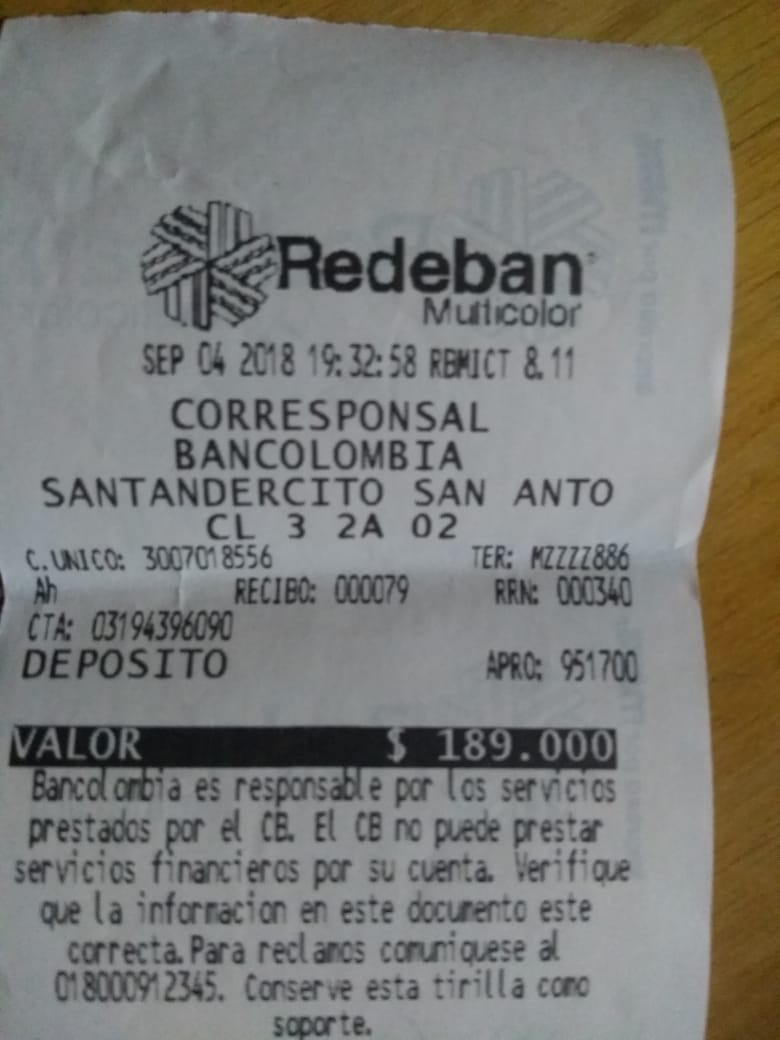 Redeban
Multicolor
SEP 04 2018 19:32:58 RBMICT 8.11
CORRESPONSAL
BANCOLOMBIA
SANTANDERCITO SAN ANTO
CL 3 2A 02
C.UNICO: 3007018556 TER: MZZZZ886
Ah RECIBO: 000079 RRN: 000340
CTA: 03194396090
DEPOSITO APRO: 951700
VALOR $ 189.000
Bancolombia es responsable por los servicios
prestados por el CB. El CB no puede prestar
servicios financieros por su cuenta. Verifique
que la informacion en este documento este
correcta.Para reclamos comuniquese al
018000912345. Conserve esta tirilla como
soporte.